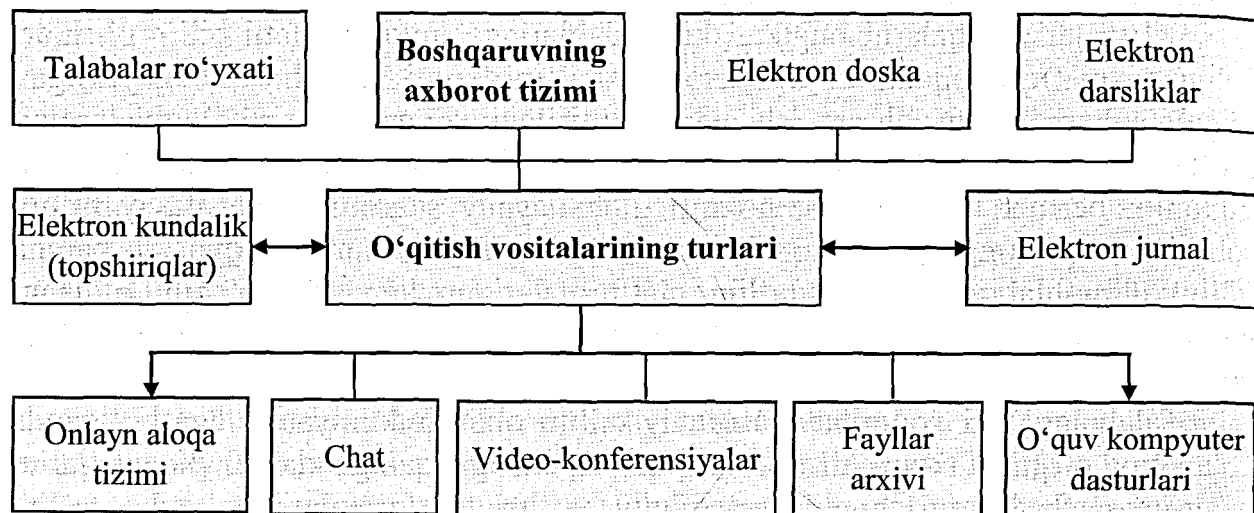 Talabalar ro‘yxati
Boshqaruvning
axborot tizimi
Elektron doska
Elektron
darsliklar
Elektron kundalik
(topshiriqlar)
O‘qitish vositalarining turlari
Elektron jurnal
Onlayn aloqa
tizimi
Chat
Video-konferensiyalar
Fayllar
arxivi
O‘quv kompyuter
dasturlari